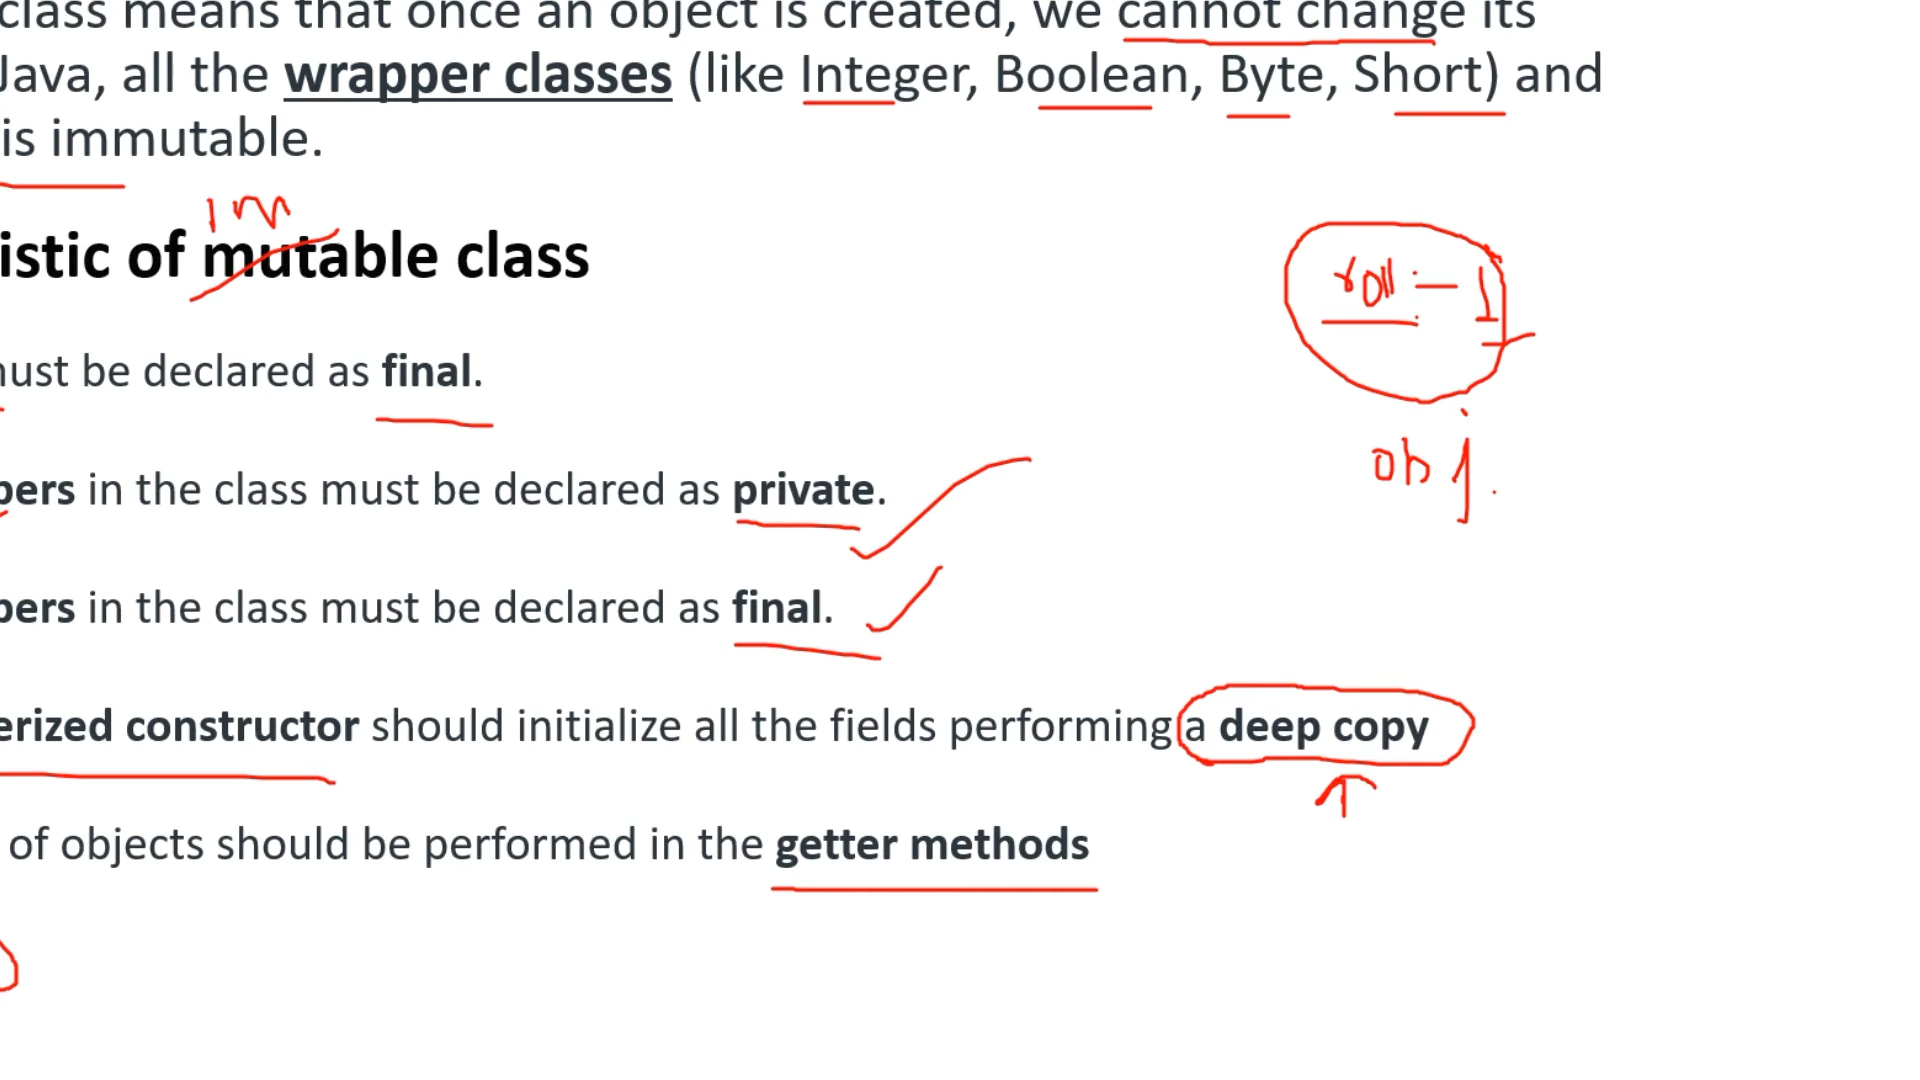 class means that once an object is created, we cannot change its
Java, all the wrapper classes (like Integer, Boolean, Byte, Short) and
is immutable.
im
istic of mutable class
roll :- 1
must be declared as final.
obj.
bers in the class must be declared as private.
bers in the class must be declared as final.
erized constructor should initialize all the fields performing a deep copy
of objects should be performed in the getter methods